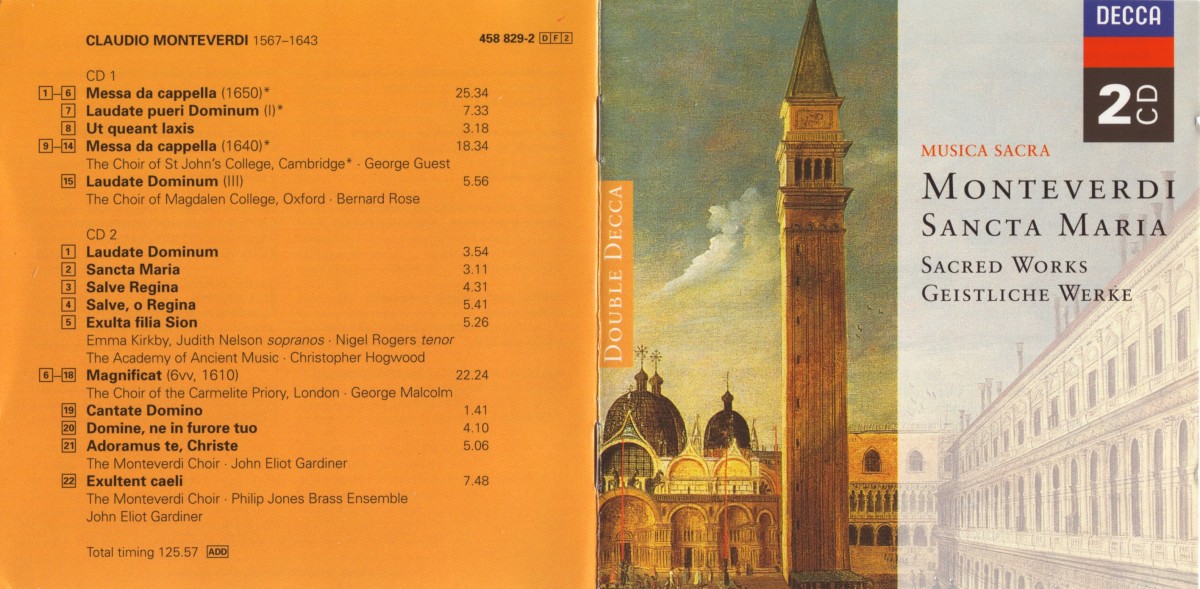 CLAUDIO MONTEVERDI 1567–1643 458 829-2 DF2
CD 1
1–6 Messa da cappella (1650)* 25.34
7 Laudate pueri Dominum (I)* 7.33
8 Ut queant laxis 3.18
9–14 Messa da cappella (1640)* 18.34
The Choir of St John's College, Cambridge* · George Guest
15 Laudate Dominum (III) 5.56
The Choir of Magdalen College, Oxford · Bernard Rose
CD 2
1 Laudate Dominum 3.54
2 Sancta Maria 3.11
3 Salve Regina 4.31
4 Salve, o Regina 5.41
5 Exulta filia Sion 5.26
Emma Kirkby, Judith Nelson sopranos · Nigel Rogers tenor
The Academy of Ancient Music · Christopher Hogwood
6–18 Magnificat (6vv, 1610) 22.24
The Choir of the Carmelite Priory, London · George Malcolm
19 Cantate Domino 1.41
20 Domine, ne in furore tuo 4.10
21 Adoramus te, Christe 5.06
The Monteverdi Choir · John Eliot Gardiner
22 Exultent caeli 7.48
The Monteverdi Choir · Philip Jones Brass Ensemble
John Eliot Gardiner
Total timing 125.57 ADD
DOUBLE DECCA
DECCA
2 CD
MUSICA SACRA
MONTEVERDI
SANCTA MARIA
SACRED WORKS
GEISTLICHE WERKE